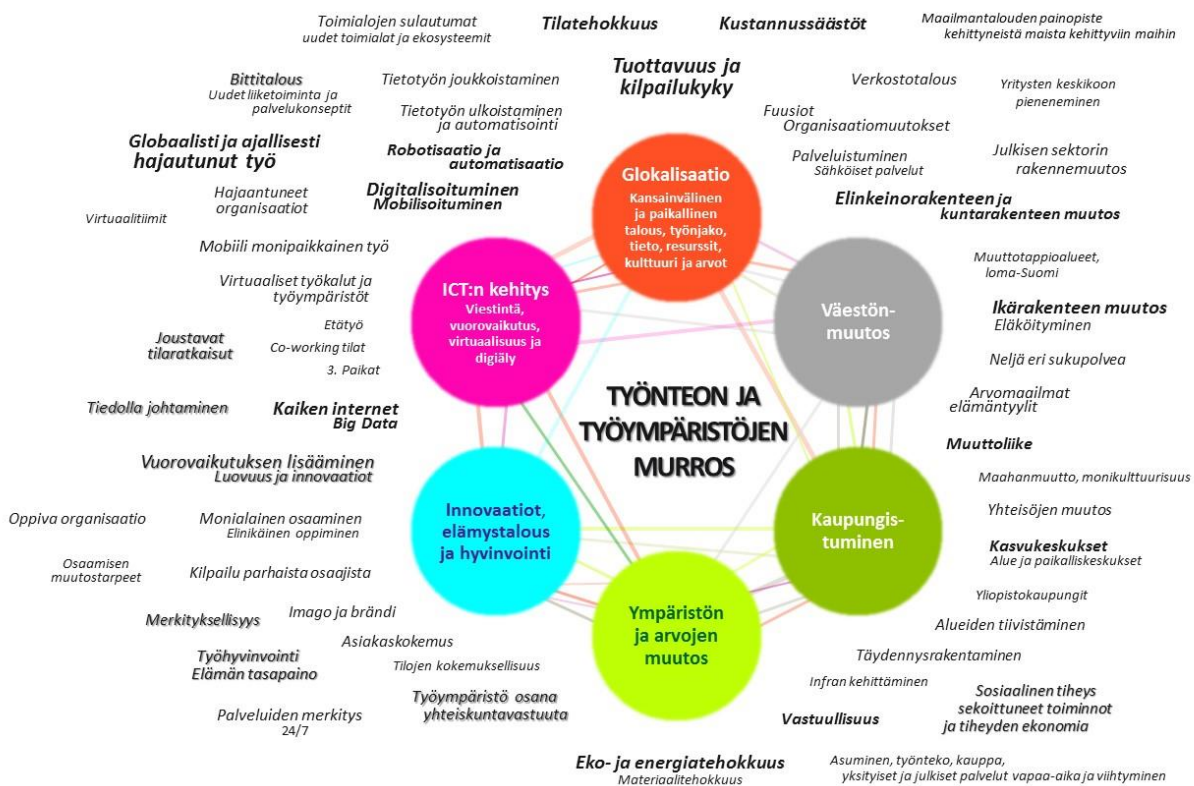 Toimialojen sulautumat
uudet toimialat ja ekosysteemit
Tilatehokkuus
Kustannussäästöt
Maailmantalouden painopiste
kehittyneistä maista kehittyviin maihin
Tuottavuus ja
kilpailukyky
Bittitalous
Uudet liiketoiminta ja
palvelukonseptit
Tietotyön joukkoistaminen
Verkostotalous
Yritysten keskikoon
pieneneminen
Tietotyön ulkoistaminen
ja automatisointi
Fuusiot
Organisaatiomuutokset
Globaalisti ja ajallisesti
hajautunut työ
Robotisaatio ja
automatisaatio
Palveluistuminen
Sähköiset palvelut
Julkisen sektorin
rakennemuutos
Hajaantuneet
organisaatiot
Digitalisoituminen
Mobilisoituminen
Elinkeinorakenteen ja
kuntarakenteen muutos
Virtuaalitiimit
Mobiili monipaikkainen työ
Glokalisaatio
Kansainvälinen
ja paikallinen
talous, työnjako,
tieto, resurssit,
kulttuuri ja arvot
Muuttotappioalueet,
loma-Suomi
Virtuaaliset työkalut ja
työympäristöt
ICT:n kehitys
Viestintä,
vuorovaikutus,
virtuaalisuus ja
digiäly
Väestön-
muutos
Ikärakenteen muutos
Eläköityminen
Joustavat
tilaratkaisut
Etätyö
Co-working tilat
3. Paikat
Neljä eri sukupolvea
Tiedolla johtaminen
Kaiken internet
Big Data
TYÖNTEON JA
TYÖYMPÄRISTÖJEN
MURROS
Arvomaailmat
elämäntyylit
Muuttoliike
Vuorovaikutuksen lisääminen
Luovuus ja innovaatiot
Maahanmuutto, monikulttuurisuus
Oppiva organisaatio
Monialainen osaaminen
Elinikäinen oppiminen
Innovaatiot,
elämystalous
ja hyvinvointi
Kaupungis-
tuminen
Yhteisöjen muutos
Kasvukeskukset
Alue ja paikalliskeskukset
Osaamisen
muutostarpeet
Kilpailu parhaista osaajista
Yliopistokaupungit
Merkityksellisyys
Imago ja brändi
Ympäristön
ja arvojen
muutos
Alueiden tiivistäminen
Asiakaskokemus
Täydennysrakentaminen
Työhyvinvointi
Elämän tasapaino
Tilojen kokemuksellisuus
Infran kehittäminen
Työympäristö osana
yhteiskuntavastuuta
Sosiaalinen tiheys
sekoittuneet toiminnot
ja tiheyden ekonomia
Palveluiden merkitys
24/7
Vastuullisuus
Eko- ja energiatehokkuus
Materiaalitehokkuus
Asuminen, työnteko, kauppa,
yksityiset ja julkiset palvelut vapaa-aika ja viihtyminen